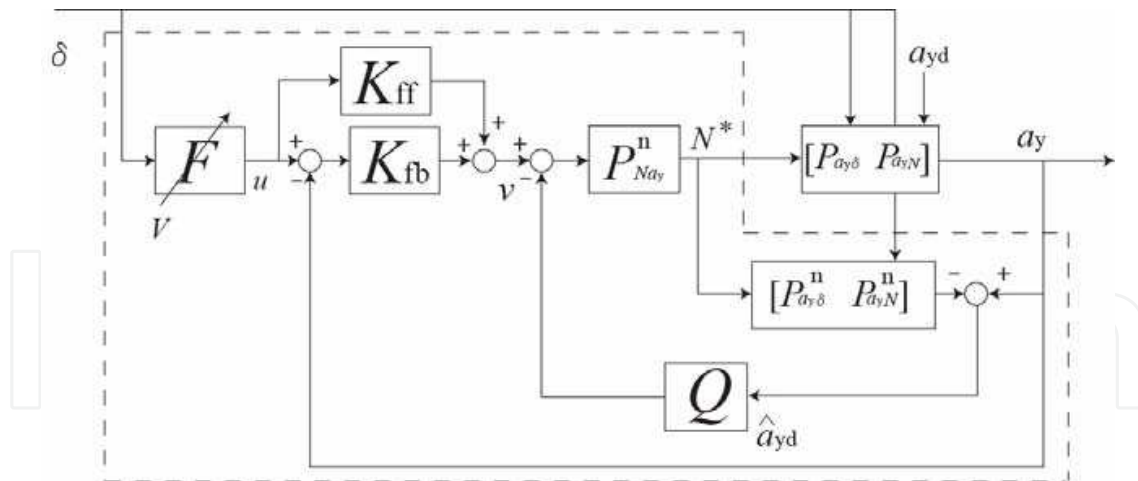 δ
a_yd
K_ff
+
N*
a_y
F
u
+
-
K_fb
+
+
v
-
P^n_{Na_y}
[P_{a_yδ} P_{a_yN}]
V
[P^n_{a_yδ} P^n_{a_yN}]
-
+
Q
â_yd